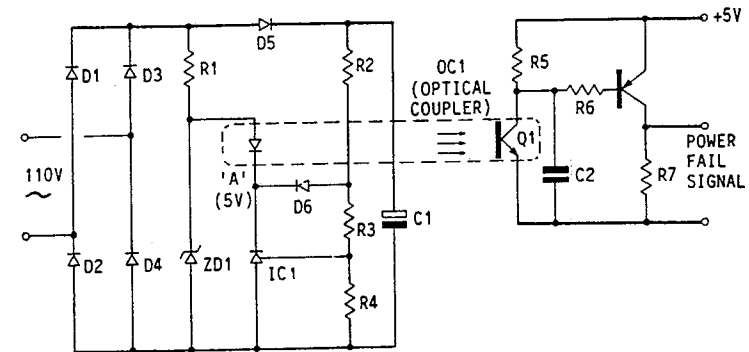 +5V
D5
D1
D3
R1
R2
R5
OC1
(OPTICAL
COUPLER)
R6
Q1
110V
'A'
(5V)
D6
C2
R7
POWER
FAIL
SIGNAL
R3
C1
D2
D4
ZD1
IC1
R4